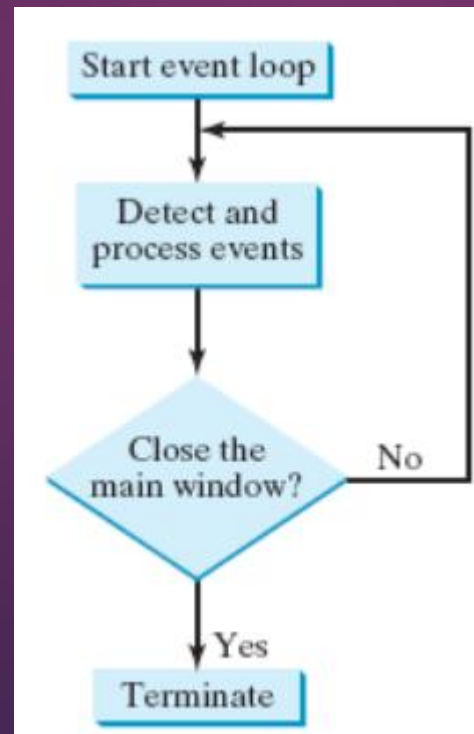 Start event loop
Detect and
process events
Close the
main window?
No
Yes
Terminate